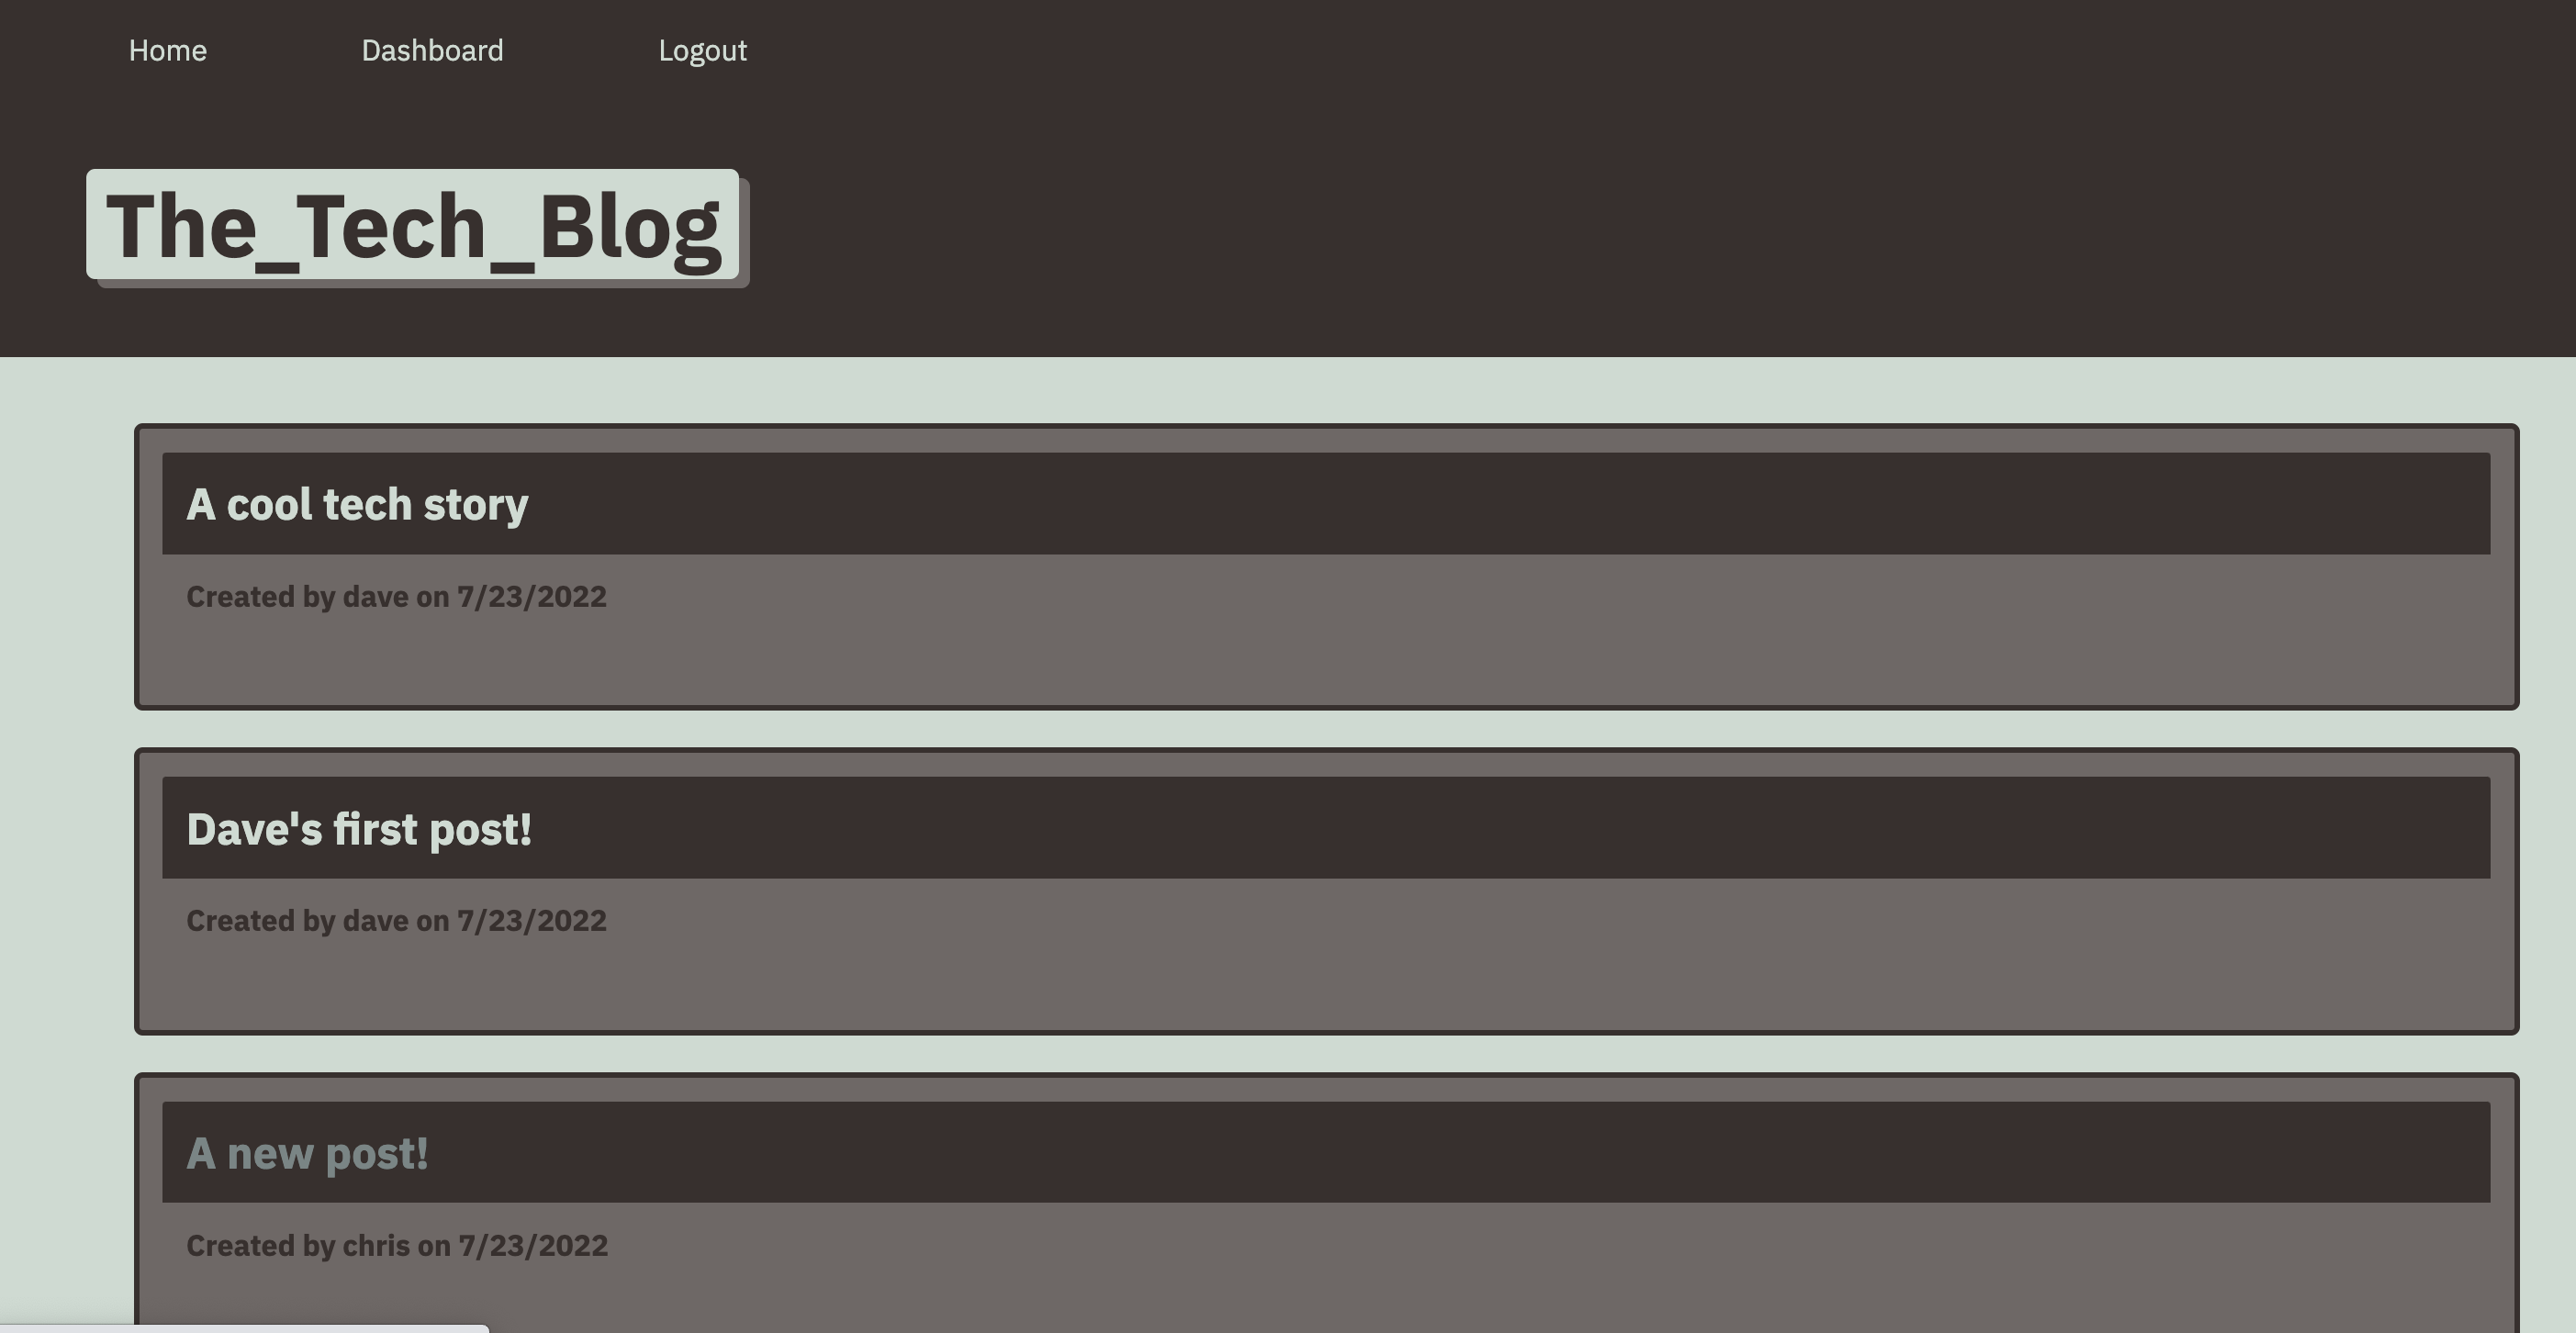 Home Dashboard Logout
The_Tech_Blog
A cool tech story
Created by dave on 7/23/2022
Dave's first post!
Created by dave on 7/23/2022
A new post!
Created by chris on 7/23/2022